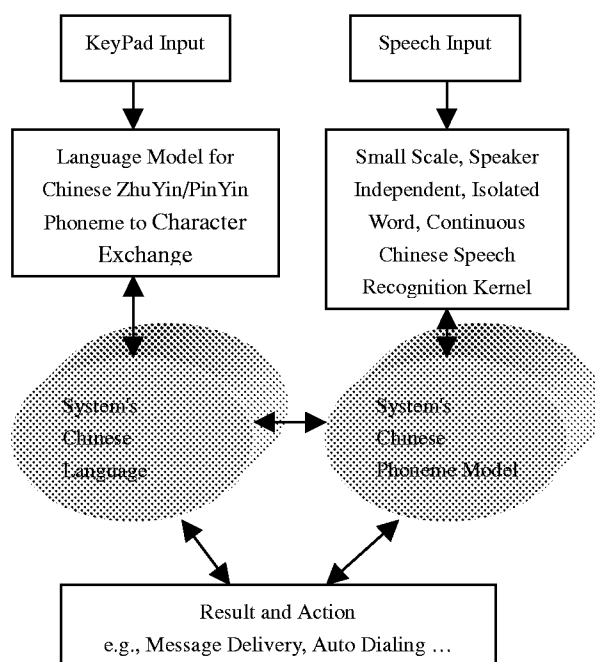 KeyPad Input
Speech Input
Language Model for
Chinese ZhuYin/PinYin
Phoneme to Character
Exchange
Small Scale, Speaker
Independent, Isolated
Word, Continuous
Chinese Speech
Recognition Kernel
System's
Chinese
Language
System's
Chinese
Phoneme Model
Result and Action
e.g., Message Delivery, Auto Dialing …